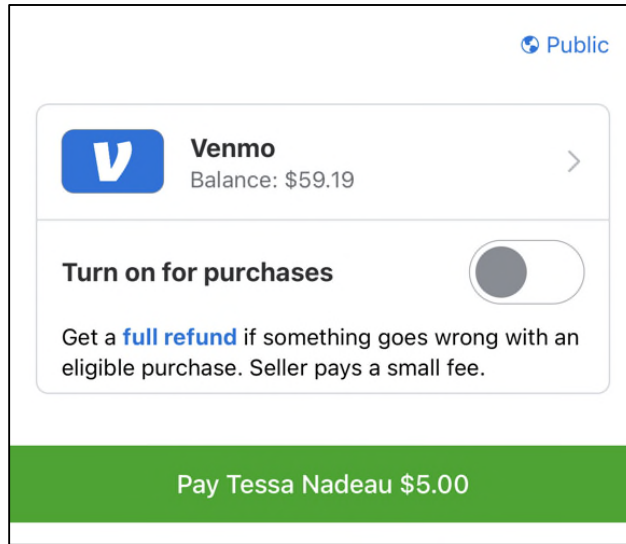 Public
V
Venmo
Balance: $59.19
Turn on for purchases
Get a full refund if something goes wrong with an
eligible purchase. Seller pays a small fee.
Pay Tessa Nadeau $5.00